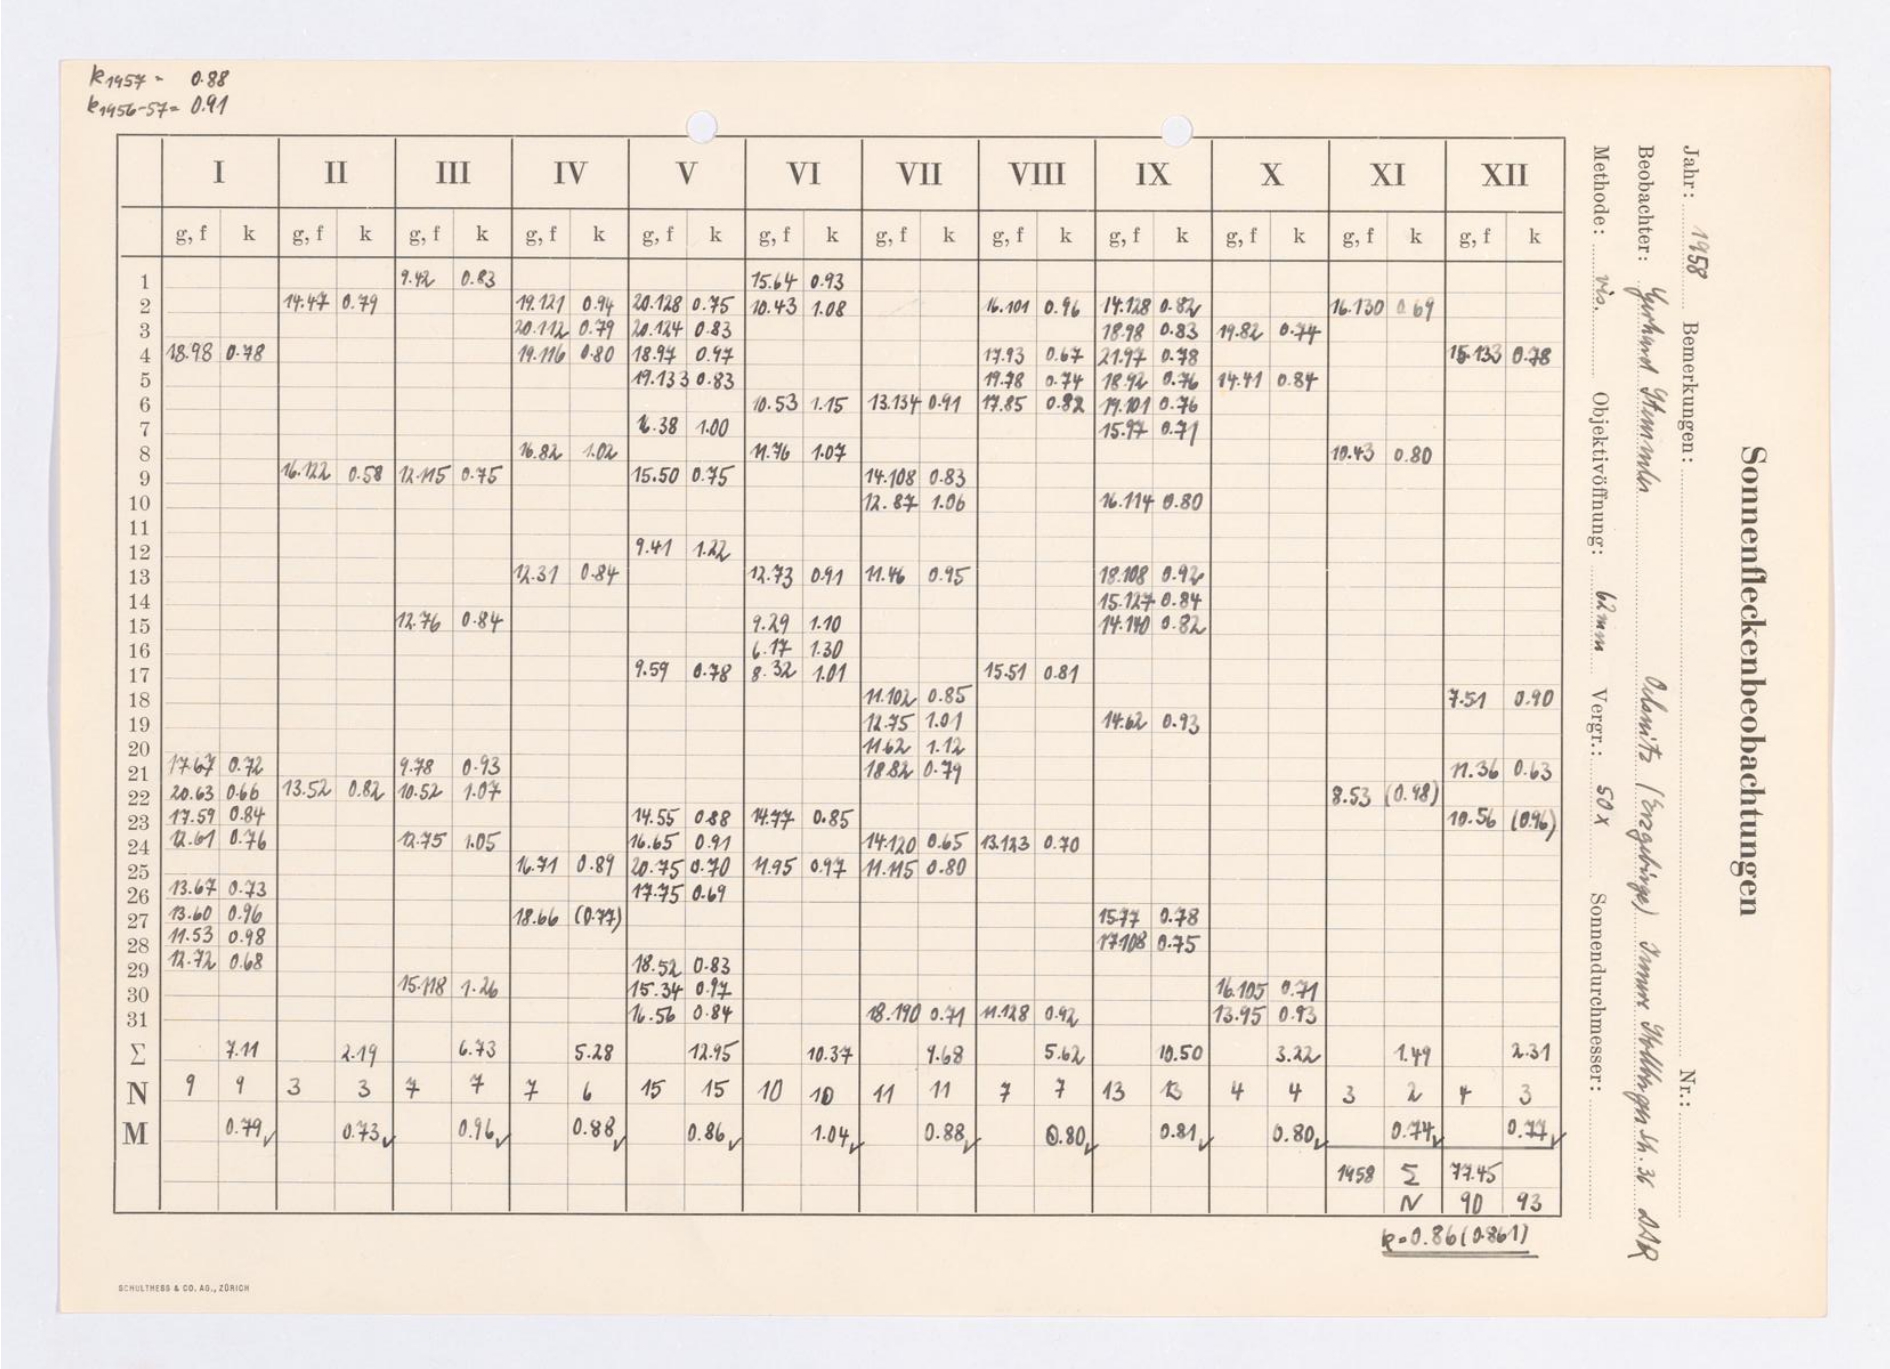 k1957 = 0.88
k1956-57 = 0.91
I II III IV V VI VII VIII IX X XI XII
g, f k g, f k g, f k g, f k g, f k g, f k g, f k g, f k g, f k g, f k g, f k g, f k
1 9.42 0.83 15.64 0.93
2 14.47 0.79 19.121 0.94 20.128 0.75 10.43 1.08 16.101 0.96 14.128 0.82 16.130 0.69
3 20.112 0.79 20.124 0.83 18.98 0.83 19.82 0.74
4 18.98 0.78 19.116 0.80 18.97 0.97 17.93 0.67 21.97 0.78 15.133 0.78
5 19.133 0.83 19.78 0.74 18.92 0.76 14.41 0.84
6 10.53 1.15 13.134 0.91 17.85 0.82 19.101 0.76
7 16.38 1.00 15.97 0.71
8 16.82 1.02 11.76 1.07 10.43 0.80
9 16.122 0.58 12.115 0.75 15.50 0.75 14.108 0.83
10 12.87 1.06 16.114 0.80
11
12 9.41 1.22
13 12.31 0.84 12.73 0.91 11.46 0.95 18.108 0.92
14 15.127 0.84
15 12.76 0.84 9.29 1.10 14.140 0.82
16 6.17 1.30
17 9.59 0.78 8.32 1.01 15.51 0.81
18 11.102 0.85 7.51 0.90
19 12.75 1.01 14.62 0.93
20 11.62 1.12
21 17.67 0.72 9.78 0.93 18.82 0.79 11.36 0.63
22 20.63 0.66 13.52 0.82 10.52 1.07 8.53 (0.98)
23 17.59 0.84 14.55 0.88 14.77 0.85 10.56 (0.96)
24 12.61 0.76 12.75 1.05 16.65 0.91 14.120 0.65 13.123 0.70
25 16.71 0.89 20.75 0.70 11.95 0.97 11.115 0.80
26 13.67 0.73 17.75 0.69
27 13.60 0.96 18.66 (0.77) 15.77 0.78
28 11.53 0.98 17.108 0.75
29 12.72 0.68 18.52 0.83
30 15.118 1.26 15.34 0.97 16.105 0.71
31 16.56 0.84 18.190 0.71 11.128 0.92 13.95 0.93
Σ 7.11 2.19 6.73 5.28 12.95 10.37 9.68 5.62 10.50 3.22 1.49 2.31
N 9 9 3 3 7 7 7 6 15 15 10 10 11 11 7 7 13 13 4 4 3 2 4 3
M 0.79 0.73 0.96 0.88 0.86 1.04 0.88 0.80 0.81 0.80 0.74 0.77
1958 Σ 77.45
N 90 93
k=0.86 (0.861)
SCHULTHESS & CO. AG., ZÜRICH
Sonnenfleckenbeobachtungen
Jahr: 1958 Bemerkungen: Nr.:
Beobachter: Gerhard (Erzgebirge) 36 DDR
Methode: vis. Objektivöffnung: 62mm Vergr.: 50x Sonnendurchmesser: